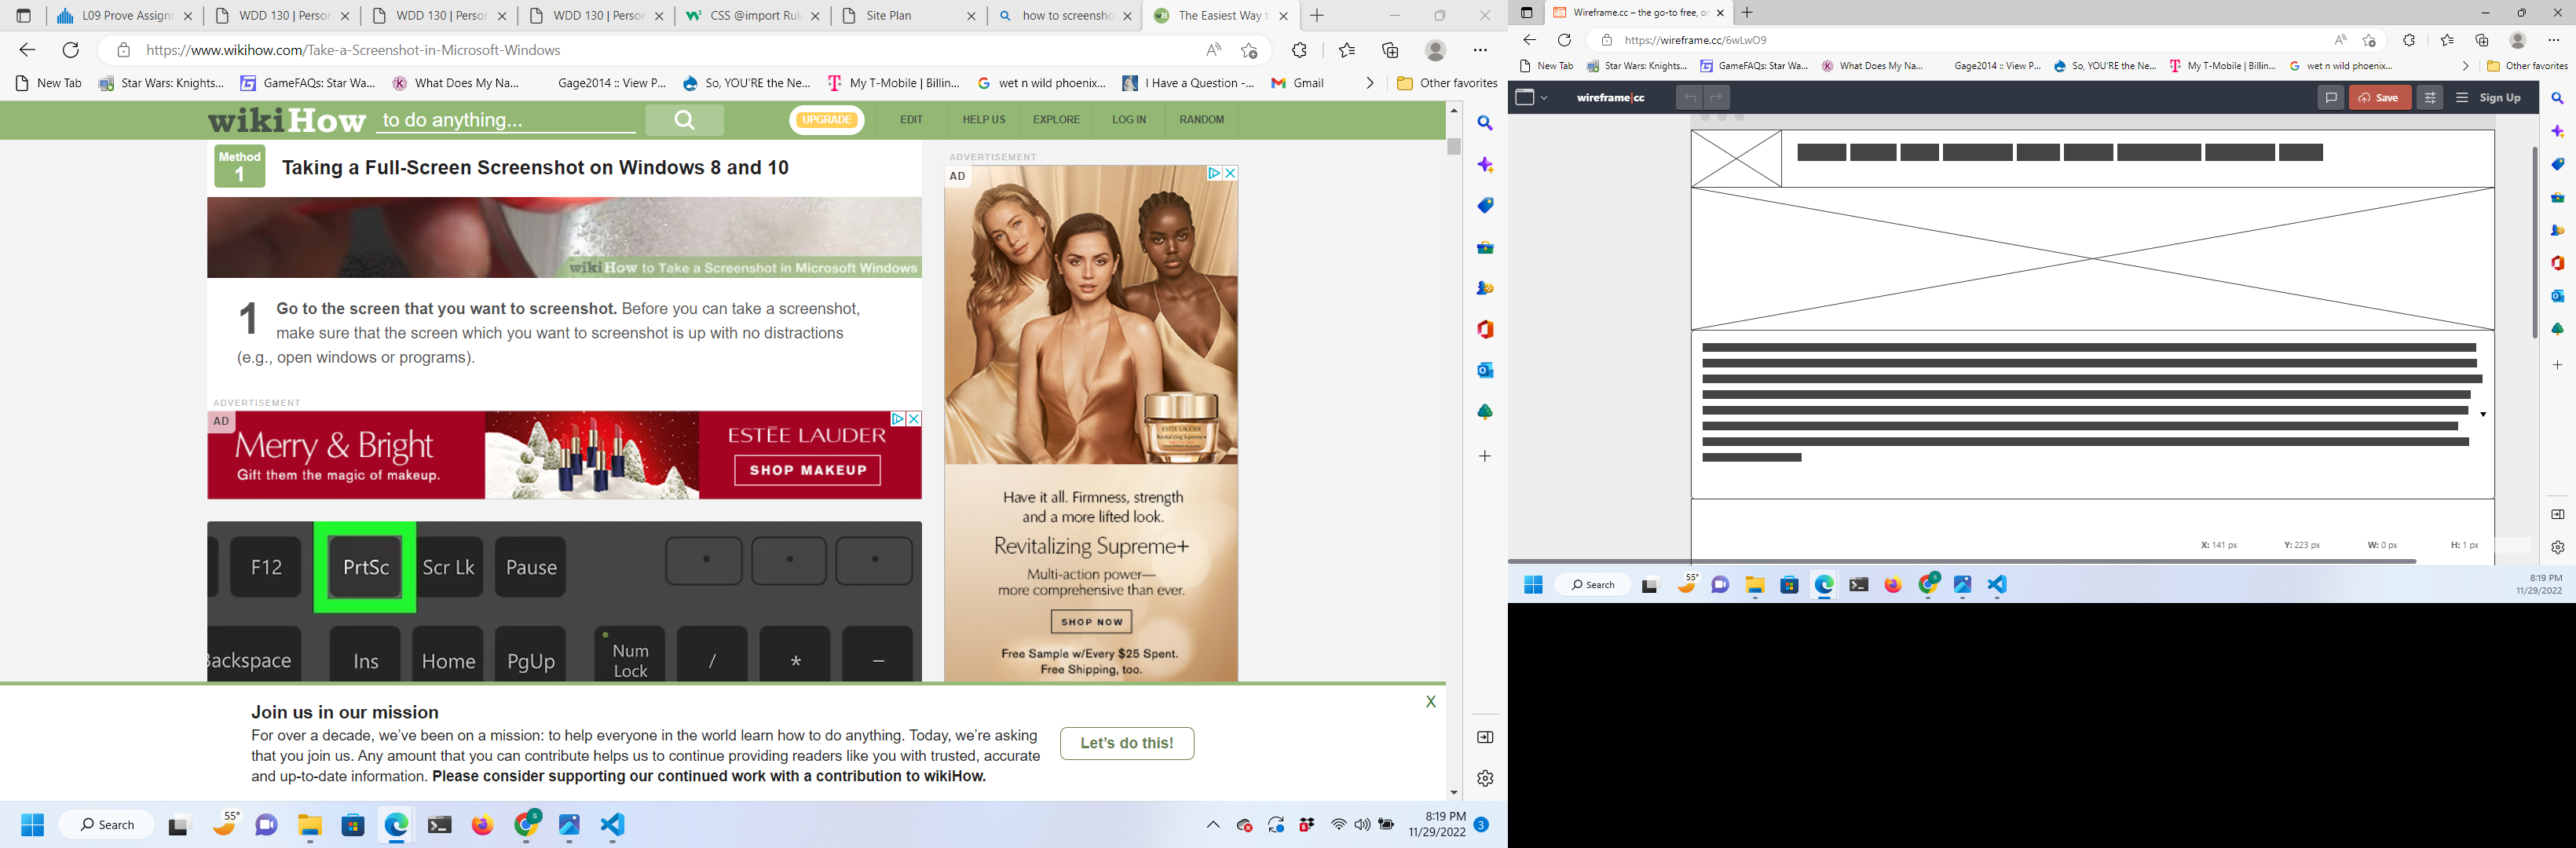 L09 Prove Assignr
WDD 130 | Person
WDD 130 | Person
WDD 130 | Person
CSS @import Rule
Site Plan
how to screensho
The Easiest Way t
https://www.wikihow.com/Take-a-Screenshot-in-Microsoft-Windows
New Tab
Star Wars: Knights...
GameFAQs: Star Wa...
What Does My Na...
Gage2014 :: View P...
So, YOU'RE the Ne...
My T-Mobile | Billin...
wet n wild phoenix...
I Have a Question -...
Gmail
Other favorites
wikiHow to do anything...
UPGRADE
EDIT
HELP US
EXPLORE
LOG IN
RANDOM
Method
1
Taking a Full-Screen Screenshot on Windows 8 and 10
wikiHow to Take a Screenshot in Microsoft Windows
1 Go to the screen that you want to screenshot. Before you can take a screenshot,
make sure that the screen which you want to screenshot is up with no distractions
(e.g., open windows or programs).
ADVERTISEMENT
AD
Merry & Bright
Gift them the magic of makeup.
ESTĒE LAUDER
SHOP MAKEUP
F12
PrtSc
Scr Lk
Pause
Backspace
Ins
Home
PgUp
Num
Lock
/
*
–
ADVERTISEMENT
AD
ESTĒE LAUDER
Revitalizing Supreme+
Have it all. Firmness, strength
and a more lifted look.
Revitalizing Supreme+
Multi-action power—
more comprehensive than ever.
SHOP NOW
Free Sample w/Every $25 Spent.
Free Shipping, too.
Join us in our mission
For over a decade, we've been on a mission: to help everyone in the world learn how to do anything. Today, we're asking
that you join us. Any amount that you can contribute helps us to continue providing readers like you with trusted, accurate
and up-to-date information. Please consider supporting our continued work with a contribution to wikiHow.
Let's do this!
X
Search
55°
8:19 PM
11/29/2022
3
Wireframe.cc – the go-to free, o
https://wireframe.cc/6wLwO9
New Tab
Star Wars: Knights...
GameFAQs: Star Wa...
What Does My Na...
Gage2014 :: View P...
So, YOU'RE the Ne...
My T-Mobile | Billin...
wet n wild phoenix...
Other favorites
wireframe|cc
Save
Sign Up
X: 141 px
Y: 223 px
W: 0 px
H: 1 px
Search
55°
8:19 PM
11/29/2022